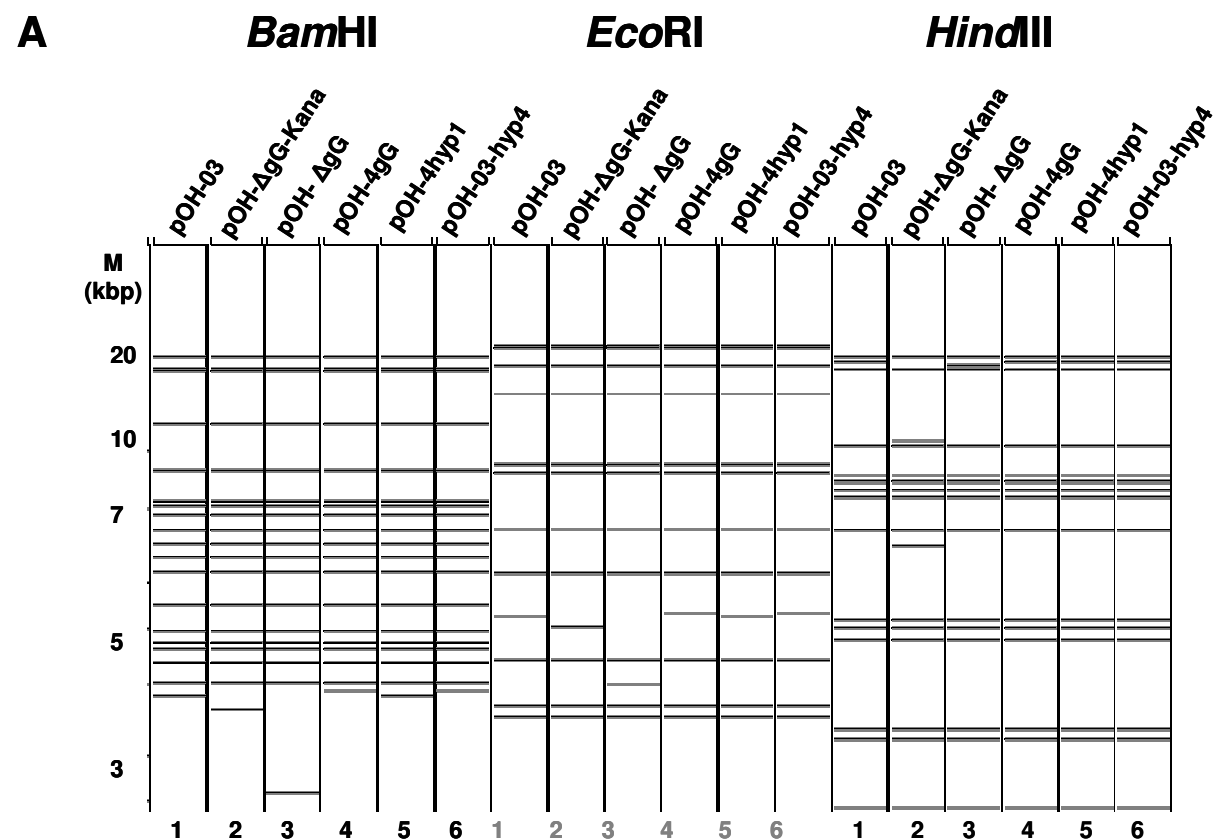 A
BamHI EcoRI HindIII
pOH-03 pOH-ΔgG-Kana pOH- ΔgG pOH-4gG pOH-4hyp1 pOH-03-hyp4 pOH-03 pOH-ΔgG-Kana pOH- ΔgG pOH-4gG pOH-4hyp1 pOH-03-hyp4 pOH-03 pOH-ΔgG-Kana pOH- ΔgG pOH-4gG pOH-4hyp1 pOH-03-hyp4
M
(kbp)
20
10
7
5
3
1 2 3 4 5 6 1 2 3 4 5 6 1 2 3 4 5 6